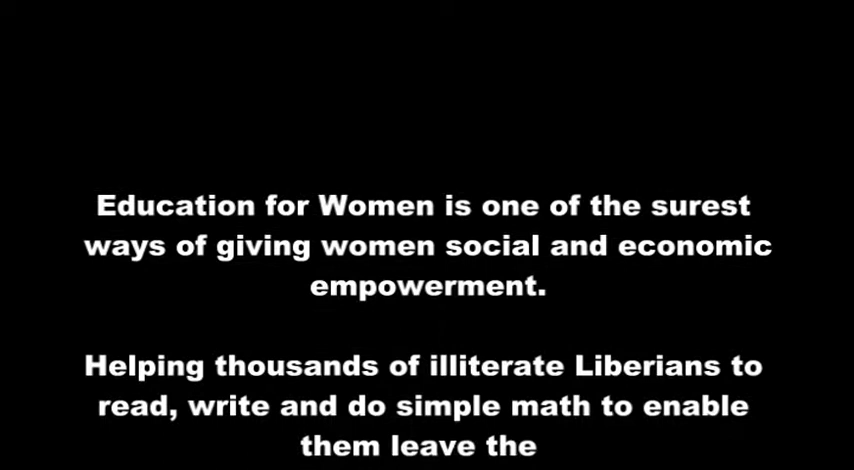 Education for Women is one of the surest
ways of giving women social and economic
empowerment.
Helping thousands of illiterate Liberians to
read, write and do simple math to enable
them leave the